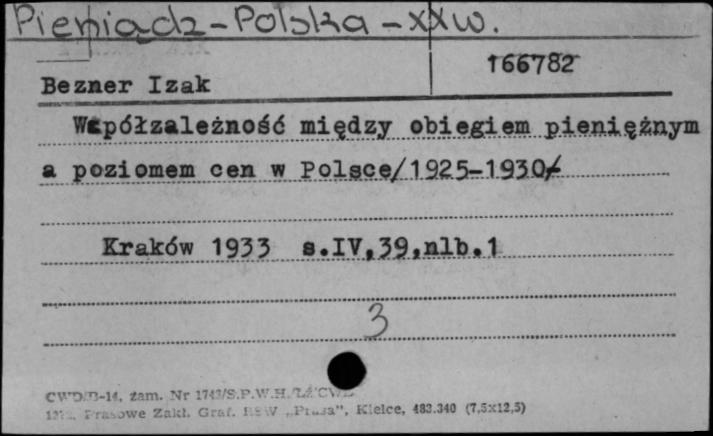 Pieniądz - Polska - XX w.
166782
Bezner Izak
Współzależność między obiegiem pieniężnym
a poziomem cen w Polsce/1925-1930/
Kraków 1933 s.IV,39,nlb.1
3
CWD/B-14, zam. Nr
Prasowe Zakł. Graf. RSW „Prasa”, Kielce, 483.340 (7,5x12,5)